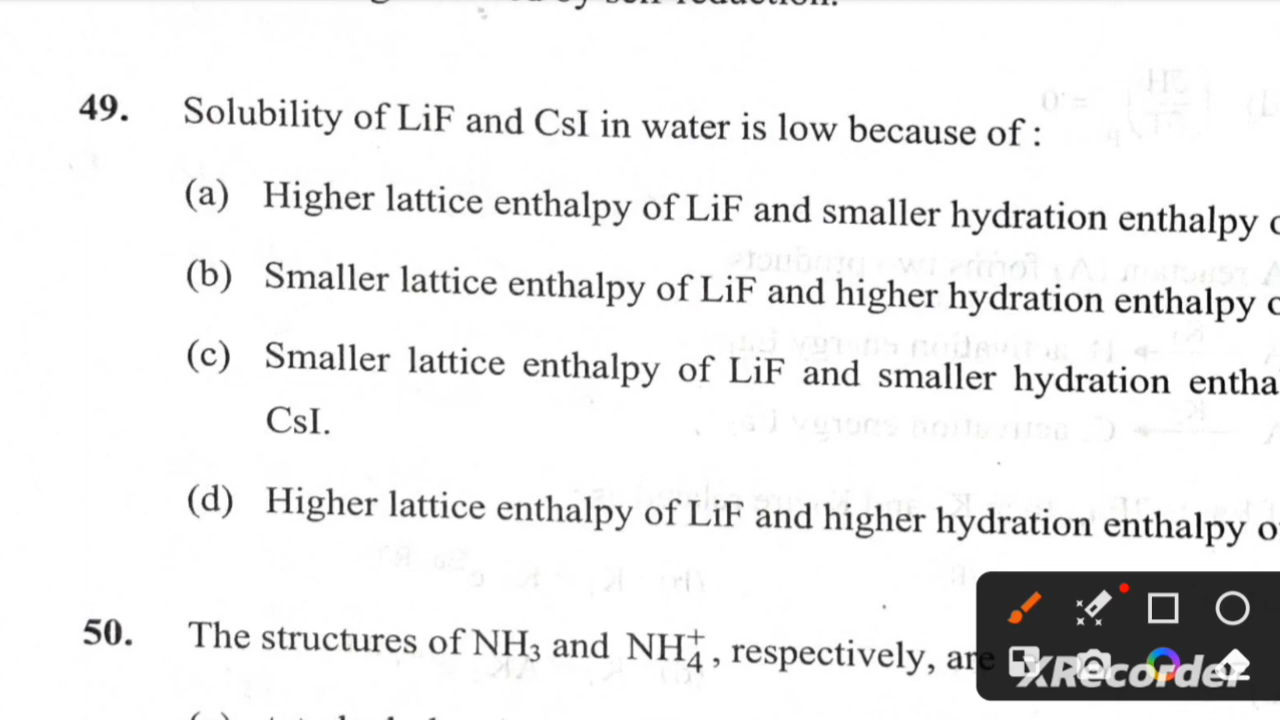 49. Solubility of LiF and CsI in water is low because of :
(a) Higher lattice enthalpy of LiF and smaller hydration enthalpy
(b) Smaller lattice enthalpy of LiF and higher hydration enthalpy
(c) Smaller lattice enthalpy of LiF and smaller hydration
CsI.
(d) Higher lattice enthalpy of LiF and higher hydration enthalpy
50. The structures of NH₃ and NH₄⁺, respectively, are
XRecorder